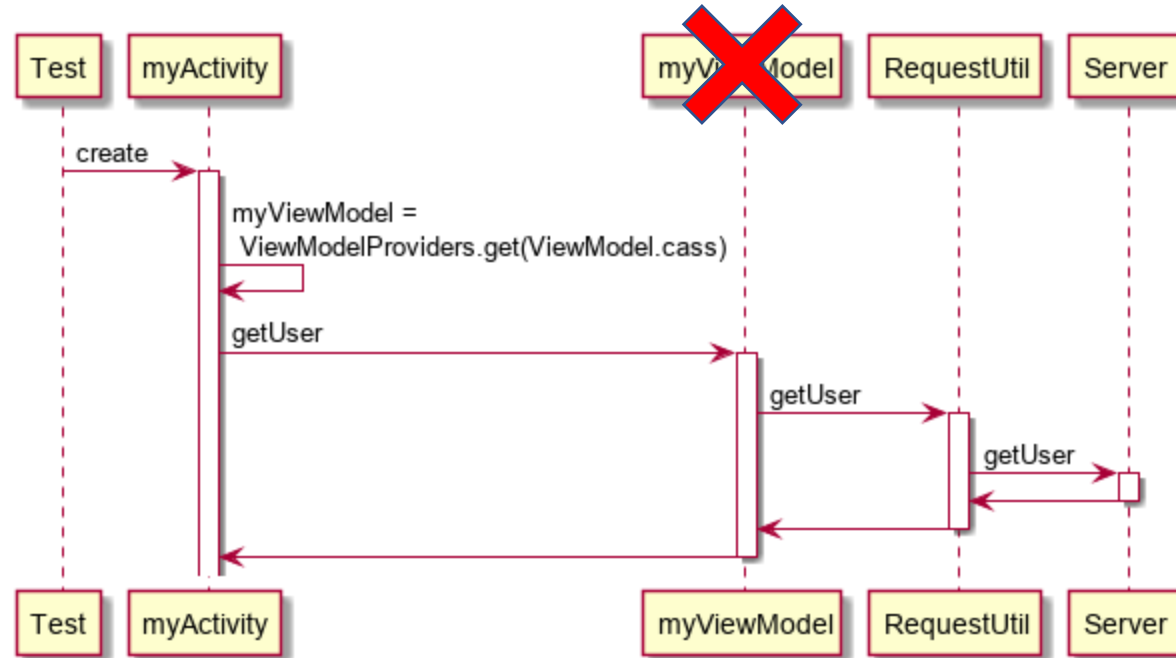 Test
myActivity
myViewModel
RequestUtil
Server
create
myViewModel =
ViewModelProviders.get(ViewModel.cass)
getUser
getUser
getUser
Test
myActivity
myViewModel
RequestUtil
Server